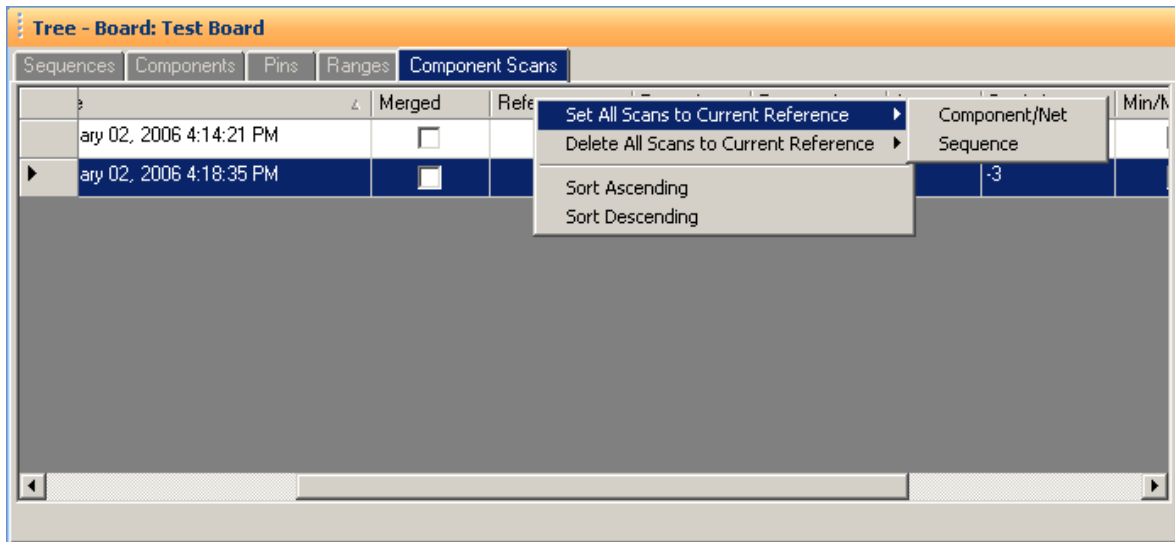 Tree - Board: Test Board
Sequences Components Pins Ranges Component Scans
Merged
Min/
ary 02, 2006 4:14:21 PM
ary 02, 2006 4:18:35 PM
-3
Set All Scans to Current Reference
Delete All Scans to Current Reference
Sort Ascending
Sort Descending
Component/Net
Sequence